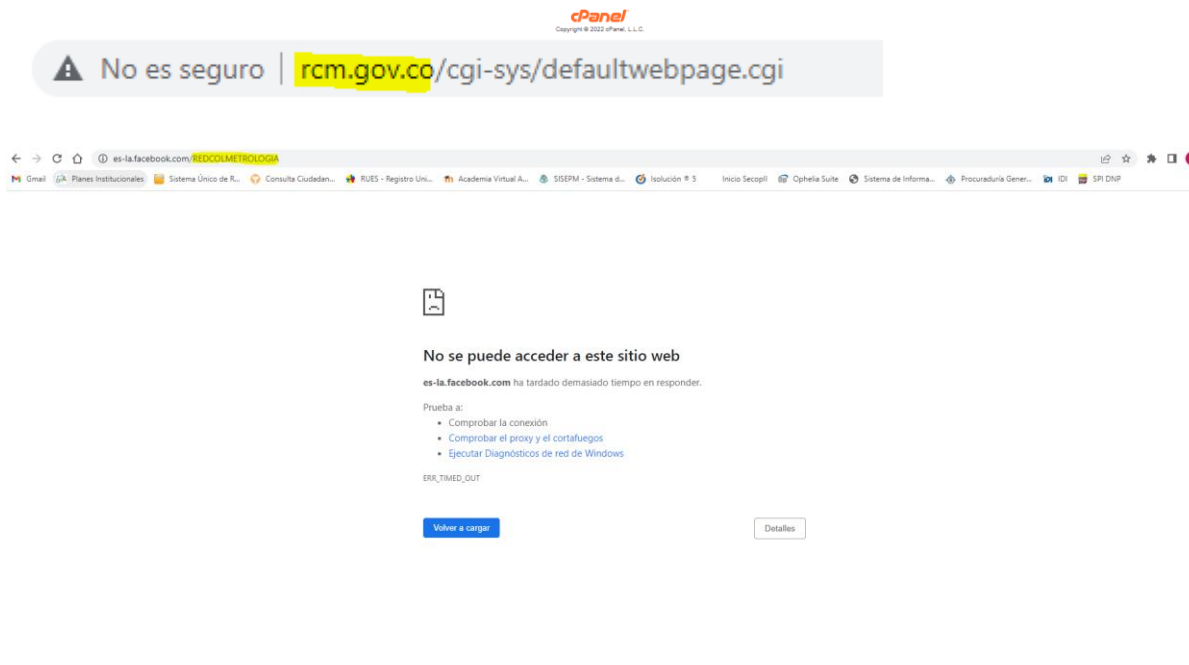 cPanel
Copyright © 2022 cPanel, L.L.C.
No es seguro | rcm.gov.co/cgi-sys/defaultwebpage.cgi
es-la.facebook.com/REDCOLMETROLOGIA
Gmail Planes Institucionales Sistema Único de R... Consulta Ciudadan... RUES - Registro Uni... Academia Virtual A... SISEPM - Sistema d... Isolución ® 5 Inicio SecopII Ophelia Suite Sistema de Informa... Procuraduría Gener... IDI SPI DNP
No se puede acceder a este sitio web
es-la.facebook.com ha tardado demasiado tiempo en responder.
Prueba a:
• Comprobar la conexión
• Comprobar el proxy y el cortafuegos
• Ejecutar Diagnósticos de red de Windows
ERR_TIMED_OUT
Volver a cargar Detalles